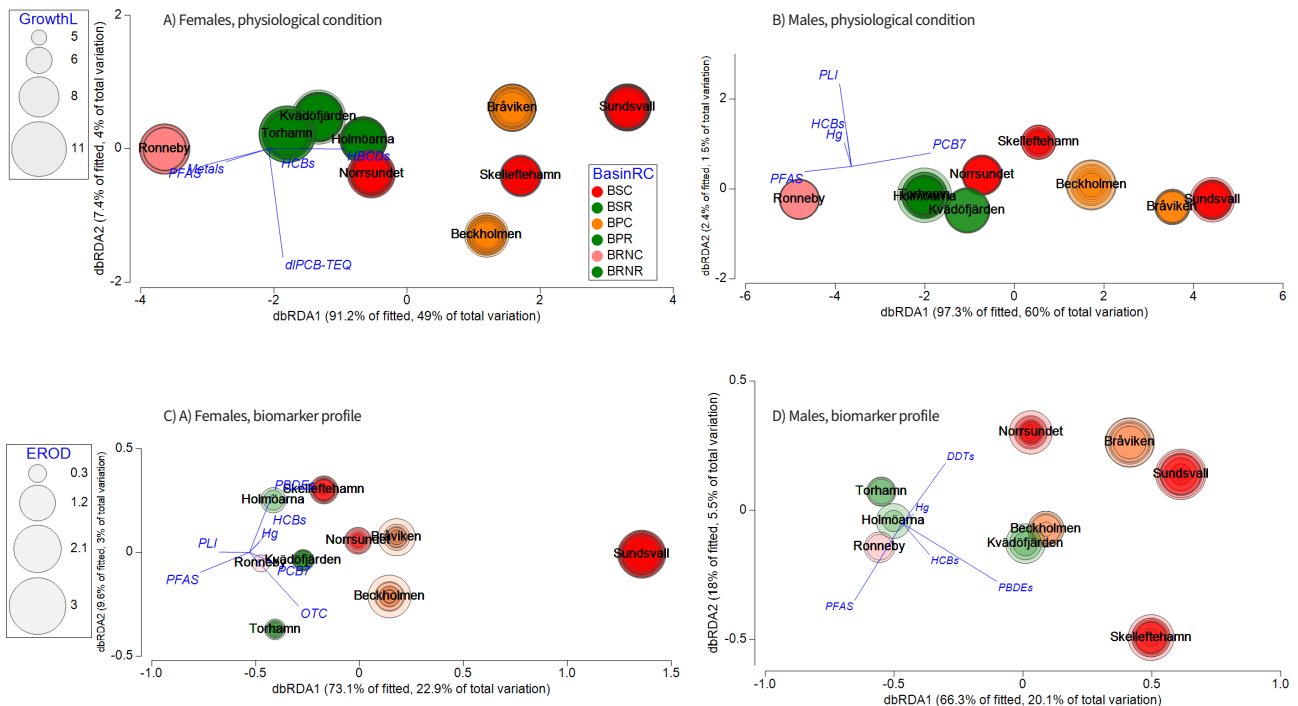 GrowthL
5
6
8
11
A) Females, physiological condition
dbRDA2 (7.4% of fitted, 4% of total variation)
2
0
-2
Ronneby
Torhamn
Kvädöfjärden
Holmöarna
Norrsundet
Bråviken
Sundsvall
Skelleftehamn
Beckholmen
PFAS
Metals
HCBs
HBCDs
dlPCB-TEQ
BasinRC
BSC
BSR
BPC
BPR
BRNC
BRNR
-4
-2
0
2
4
dbRDA1 (91.2% of fitted, 49% of total variation)
B) Males, physiological condition
dbRDA2 (2.4% of fitted, 1.5% of total variation)
2
0
-2
PLI
HCBs
Hg
PCB7
PFAS
Ronneby
Torhamn
Holmöarna
Kvädöfjärden
Norrsundet
Skelleftehamn
Beckholmen
Bråviken
Sundsvall
-6
-4
-2
0
2
4
6
dbRDA1 (97.3% of fitted, 60% of total variation)
EROD
0.3
1.2
2.1
3
C) A) Females, biomarker profile
dbRDA2 (9.6% of fitted, 3% of total variation)
0.5
0
-0.5
PBDEs
Skelleftehamn
Holmöarna
HCBs
Hg
PLI
PFAS
Ronneby
Kvädöfjärden
PCB7
OTC
Torhamn
Norrsundet
Bråviken
Beckholmen
Sundsvall
-1.0
-0.5
0
0.5
1.0
1.5
dbRDA1 (73.1% of fitted, 22.9% of total variation)
D) Males, biomarker profile
dbRDA2 (18% of fitted, 5.5% of total variation)
0.5
0
-0.5
Norrsundet
Bråviken
Sundsvall
DDTs
Torhamn
Hg
Holmöarna
Ronneby
Beckholmen
Kvädöfjärden
HCBs
PBDEs
PFAS
Skelleftehamn
-1.0
-0.5
0
0.5
1.0
dbRDA1 (66.3% of fitted, 20.1% of total variation)